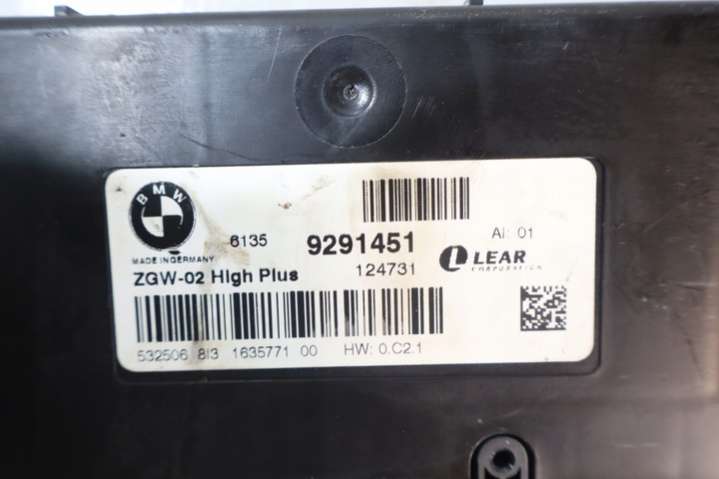 BMW
MADE IN GERMANY
6135 9291451 AI: 01
ZGW-02 High Plus 124731 LEAR
CORPORATION
532506 8I3 1635771 00 HW: 0.C2.1